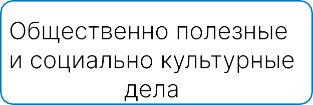 Общественно полезные
и социально культурные
дела